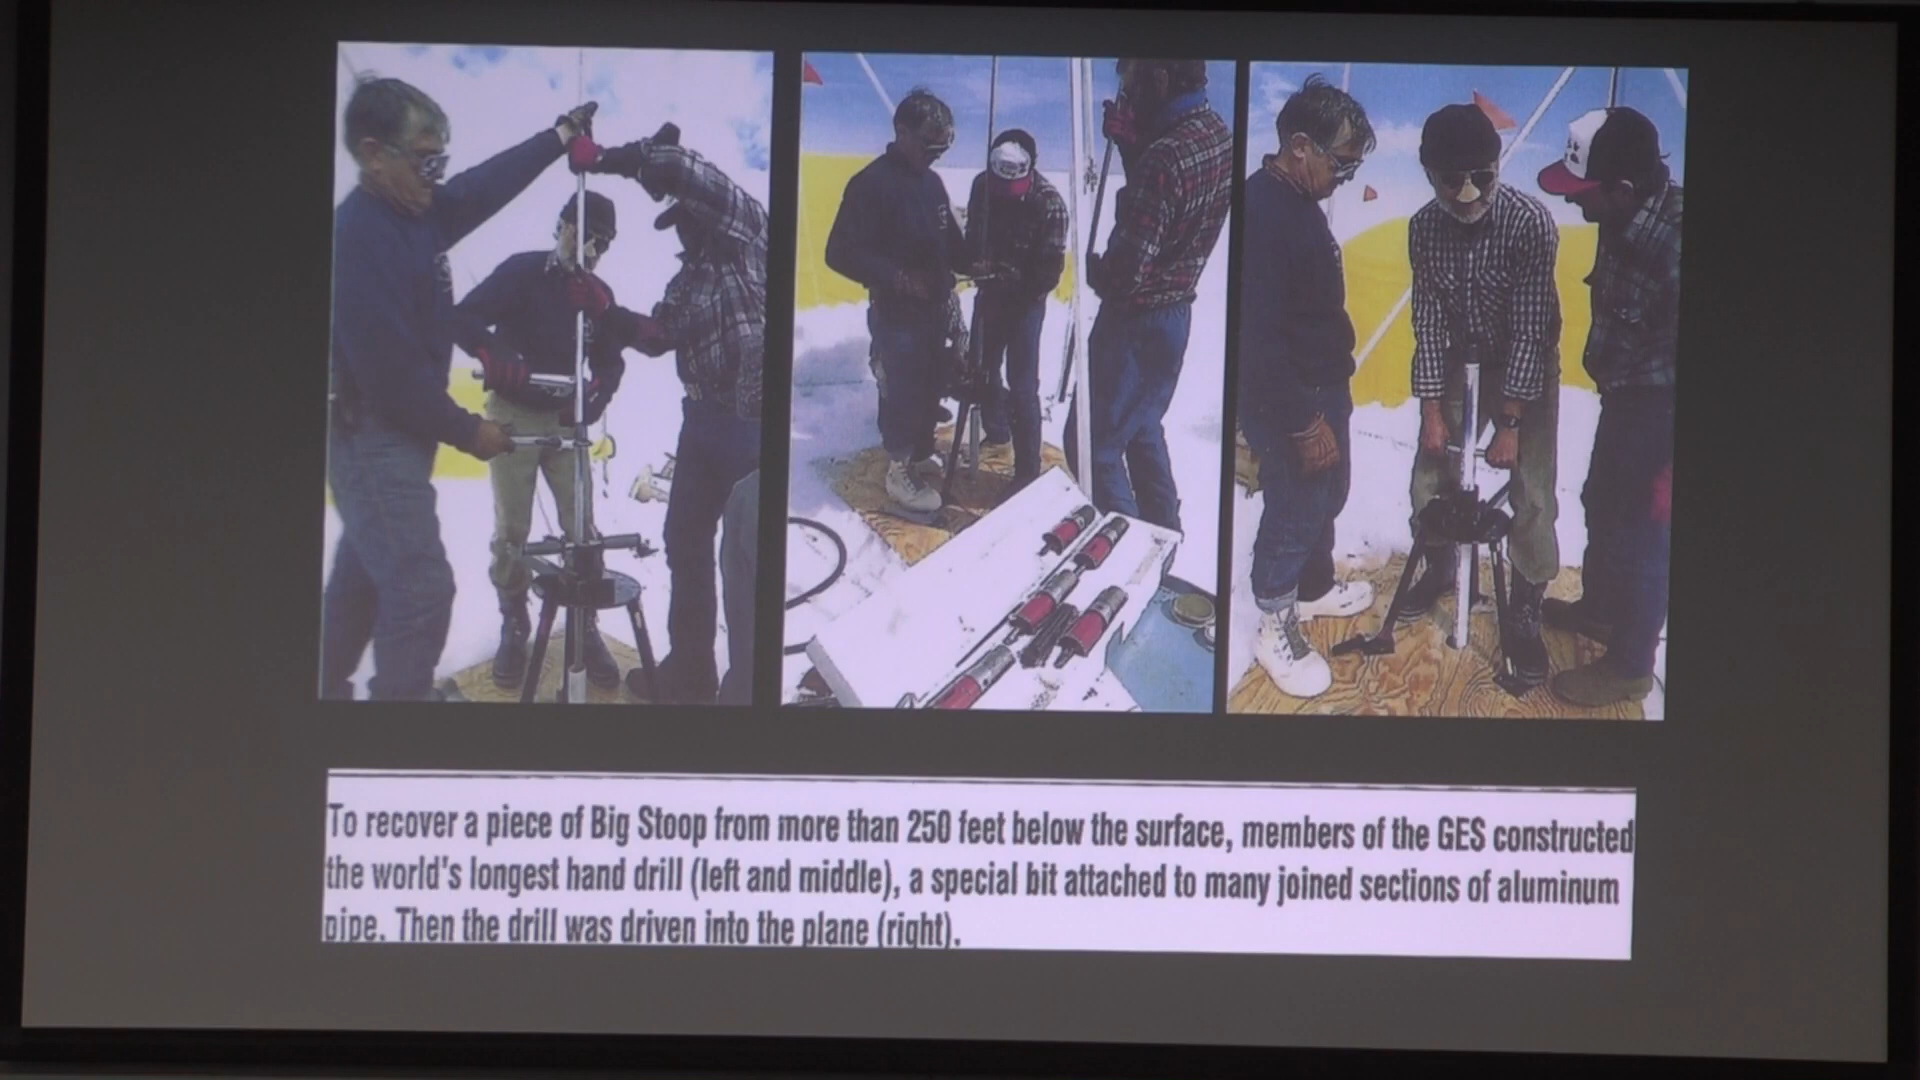 To recover a piece of Big Stoop from more than 250 feet below the surface, members of the GES constructed
the world's longest hand drill (left and middle), a special bit attached to many joined sections of aluminum
pipe. Then the drill was driven into the plane (right).